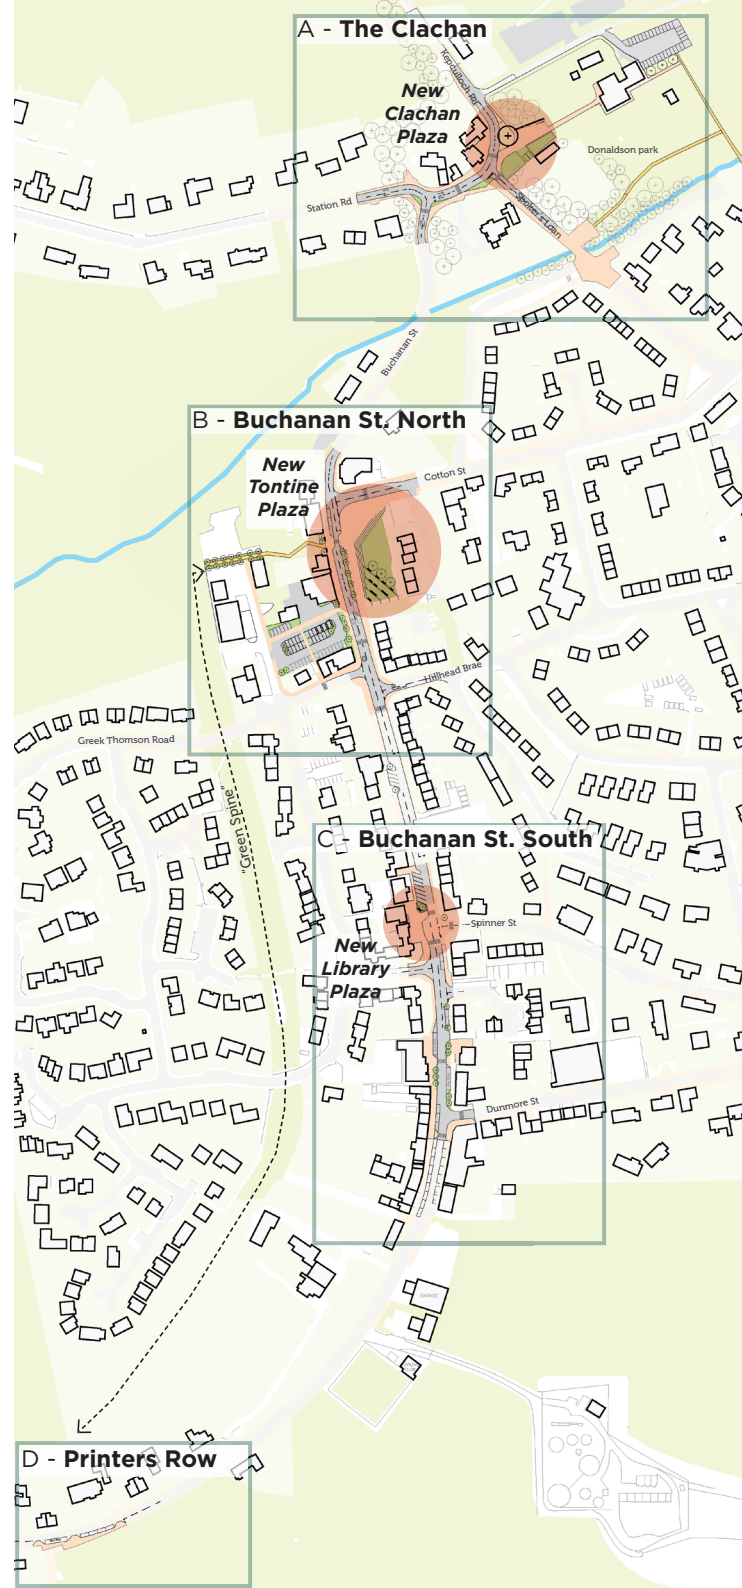 A - The Clachan
New
Clachan
Plaza
Donaldson park
Station Rd
Buchanan St
B - Buchanan St. North
New
Tontine
Plaza
Cotton St
Hillhead Brae
Greek Thomson Road
"Green Spine"
C - Buchanan St. South
Spinner St
New
Library
Plaza
Dunmore St
D - Printers Row